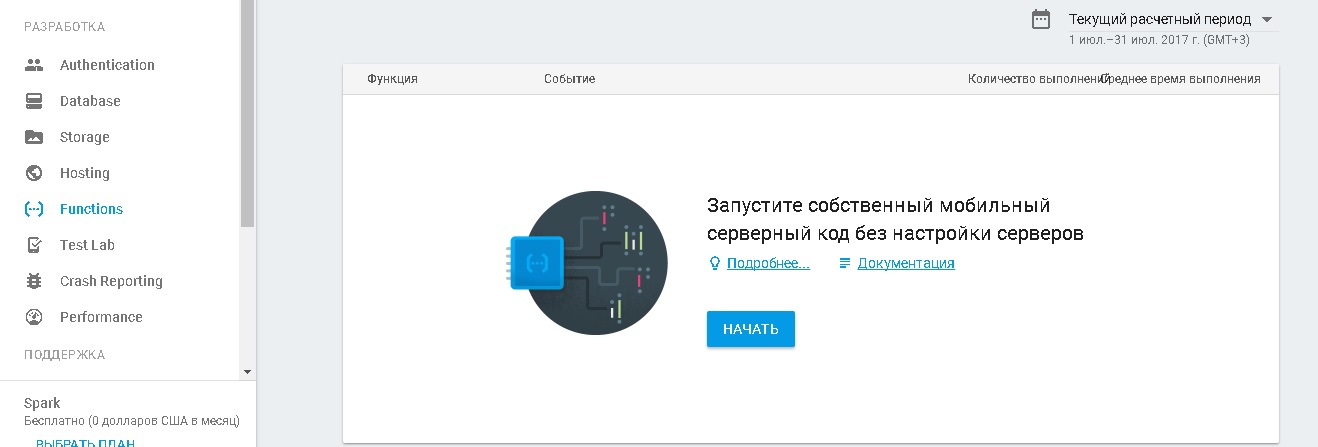 РАЗРАБОТКА
Authentication
Database
Storage
Hosting
Functions
Test Lab
Crash Reporting
Performance
ПОДДЕРЖКА
Spark
Бесплатно (0 долларов США в месяц)
ВЫБРАТЬ ПЛАН
Текущий расчетный период
1 июл.–31 июл. 2017 г. (GMT+3)
Функция Событие Количество выполнений Среднее время выполнения
Запустите собственный мобильный
серверный код без настройки серверов
Подробнее... Документация
НАЧАТЬ